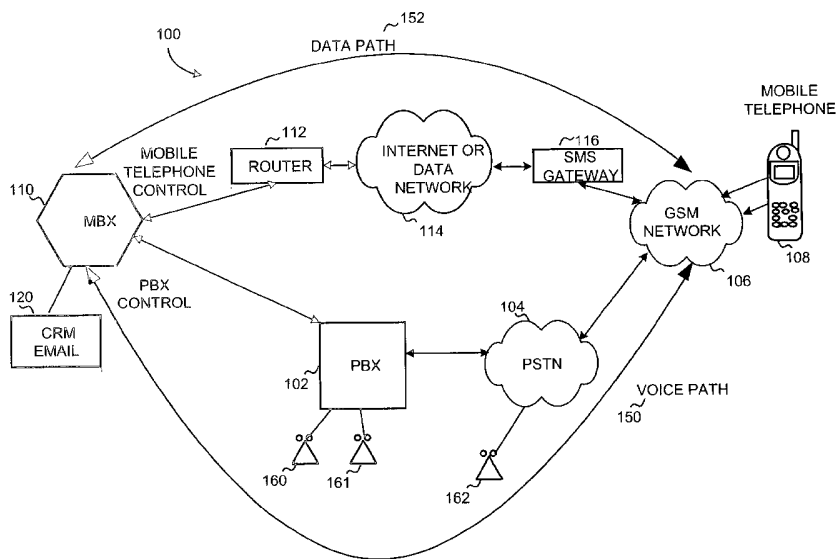 152
100
DATA PATH
MOBILE
TELEPHONE
112
ROUTER
INTERNET OR
DATA
NETWORK
114
116
SMS
GATEWAY
MOBILE
TELEPHONE
CONTROL
110
MBX
GSM
NETWORK
106
108
PBX
CONTROL
120
CRM
EMAIL
102
PBX
104
PSTN
VOICE PATH
150
160
161
162